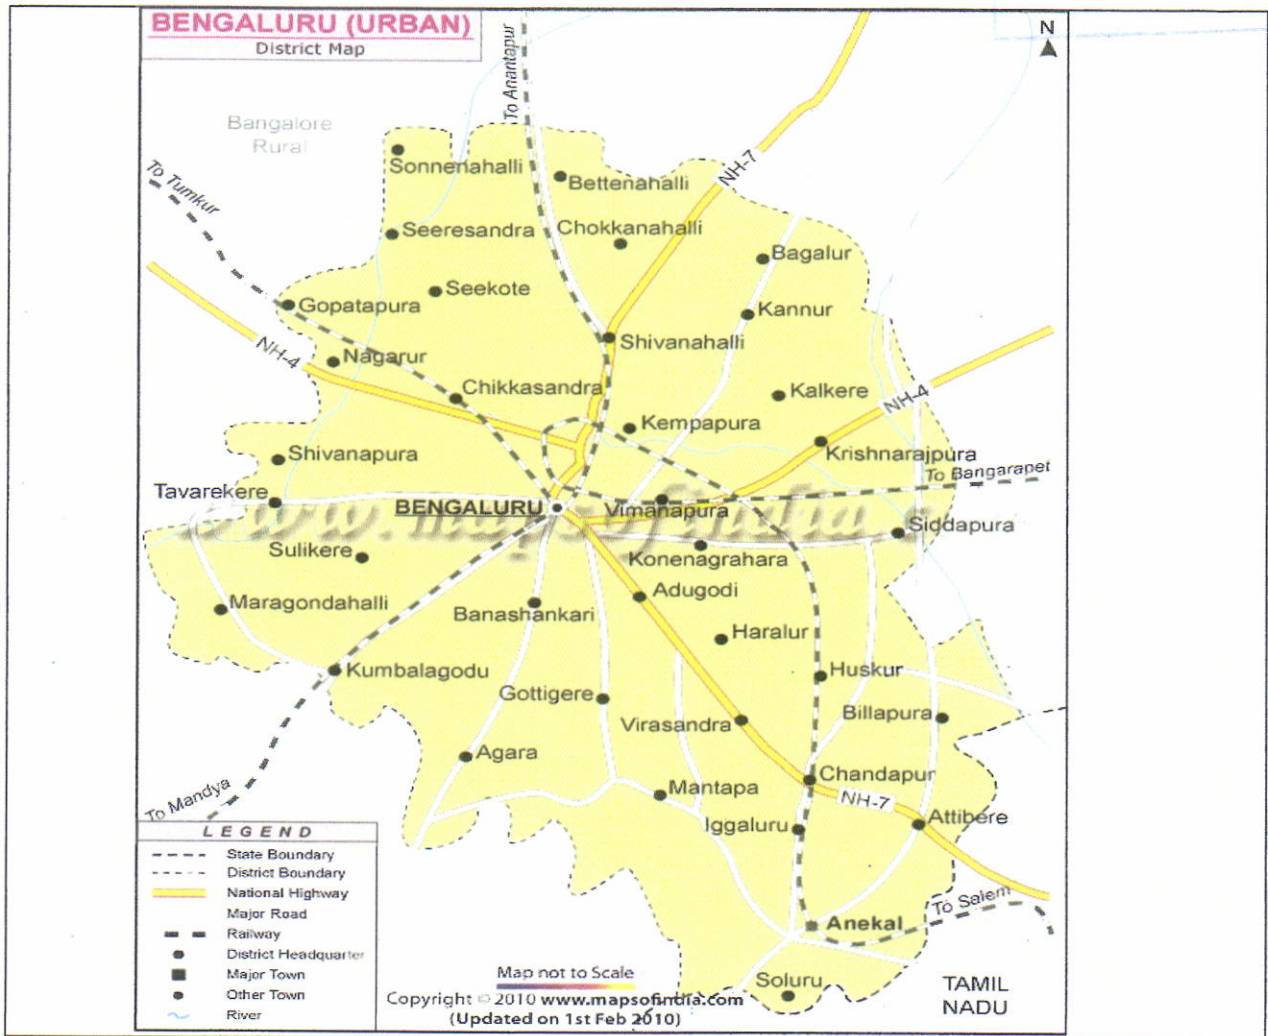 BENGALURU (URBAN)
District Map
N
To Anantapur
Bangalore
Rural
Sonnenahalli
Bettenahalli
NH-7
To Tumkur
Seeresandra
Chokkanahalli
Bagalur
Seekote
Gopatapura
Kannur
Shivanahalli
NH-4
Nagarur
Chikkasandra
Kalkere
NH-4
Kempapura
Shivanapura
Krishnarajpura
To Bangarapet
Tavarekere
BENGALURU
Vimanapura
www.mapsofindia.c
Siddapura
Sulikere
Konenagrahara
Adugodi
Maragondahalli
Banashankari
Haralur
Kumbalagodu
Huskur
Gottigere
Virasandra
Billapura
Agara
Chandapur
Mantapa
To Mandya
NH-7
Iggaluru
Attibere
LEGEND
State Boundary
District Boundary
National Highway
Major Road
Railway
District Headquarter
Major Town
Other Town
River
To Salem
Anekal
Map not to Scale
Soluru
TAMIL
NADU
Copyright © 2010 www.mapsofindia.com
(Updated on 1st Feb 2010)